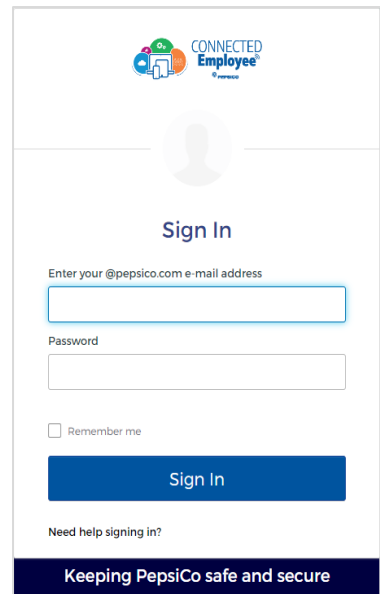 CONNECTED
Employee
PEPSICO
Sign In
Enter your @pepsico.com e-mail address
Password
Remember me
Sign In
Need help signing in?
Keeping PepsiCo safe and secure